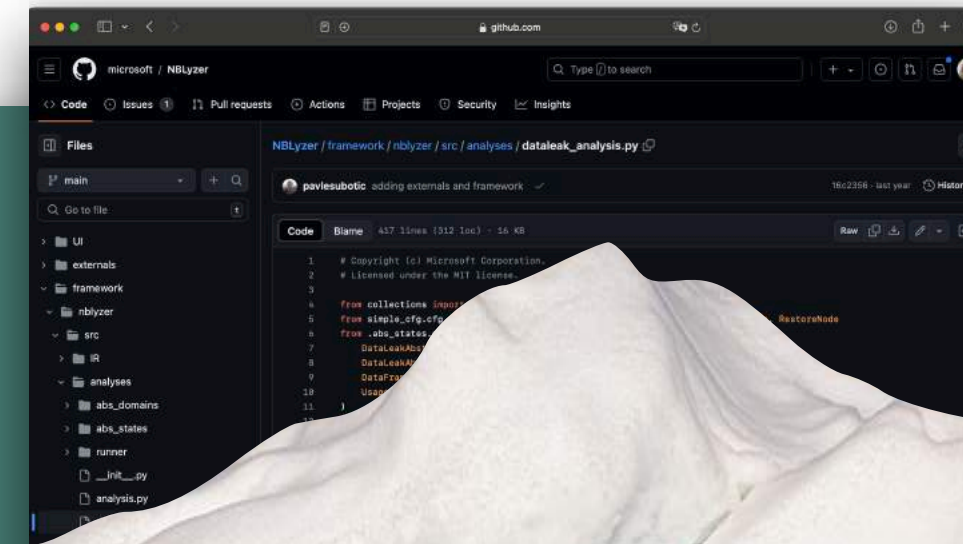 github.com
microsoft / NBLyzer
Type / to search
Code Issues 1 Pull requests Actions Projects Security Insights
Files
NBLyzer / framework / nblyzer / src / analyses / dataleak_analysis.py
main
pavlesubotic adding externals and framework
16c2356 · last year Histor
Go to file t
Code Blame 437 lines (312 loc) · 16 KB
Raw
UI
externals
framework
nblyzer
src
IR
analyses
abs_domains
abs_states
runner
__init__.py
analysis.py
1 # Copyright (c) Microsoft Corporation.
2 # Licensed under the MIT license.
3
4 from collections import
5 from simple_cfg.cfg. , RestoreNode
6 from .abs_states.
7 DataLeakAbst
8 DataLeakAb
9 DataFra
10 Usag
11 )